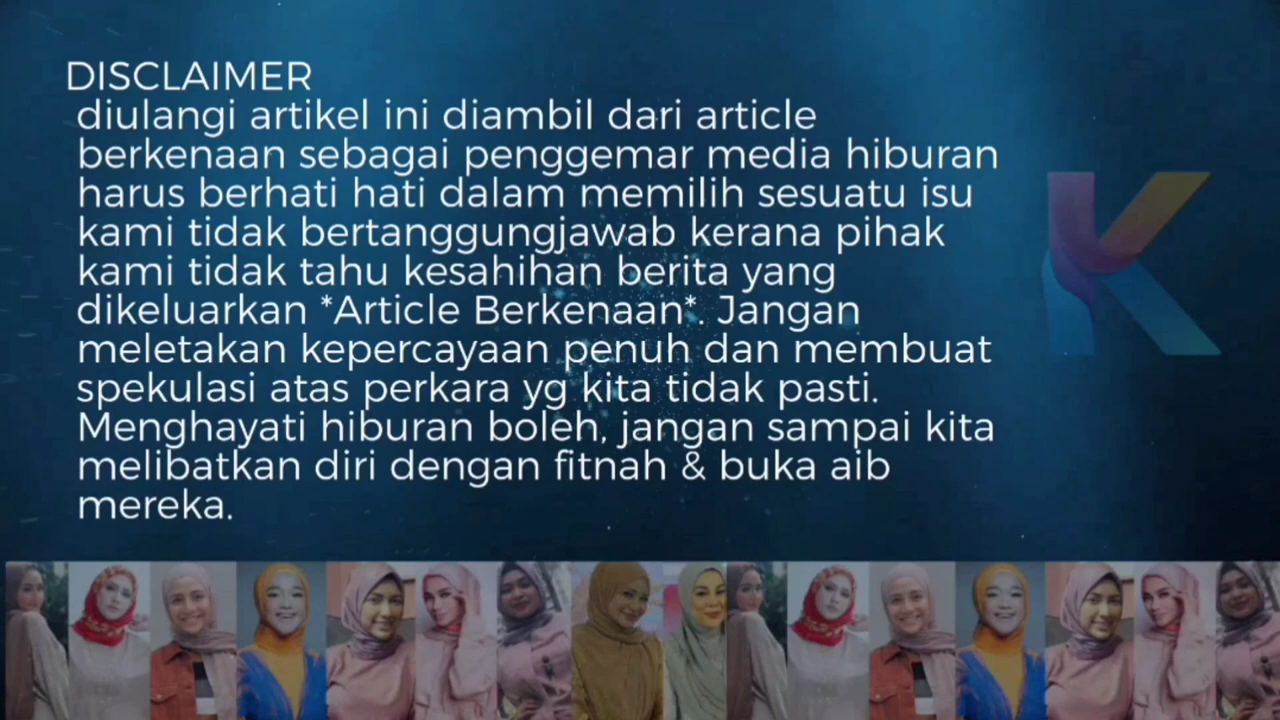 DISCLAIMER
diulangi artikel ini diambil dari article
berkenaan sebagai penggemar media hiburan
harus berhati hati dalam memilih sesuatu isu
kami tidak bertanggungjawab kerana pihak
kami tidak tahu kesahihan berita yang
dikeluarkan *Article Berkenaan*. Jangan
meletakan kepercayaan penuh dan membuat
spekulasi atas perkara yg kita tidak pasti.
Menghayati hiburan boleh, jangan sampai kita
melibatkan diri dengan fitnah & buka aib
mereka.
K